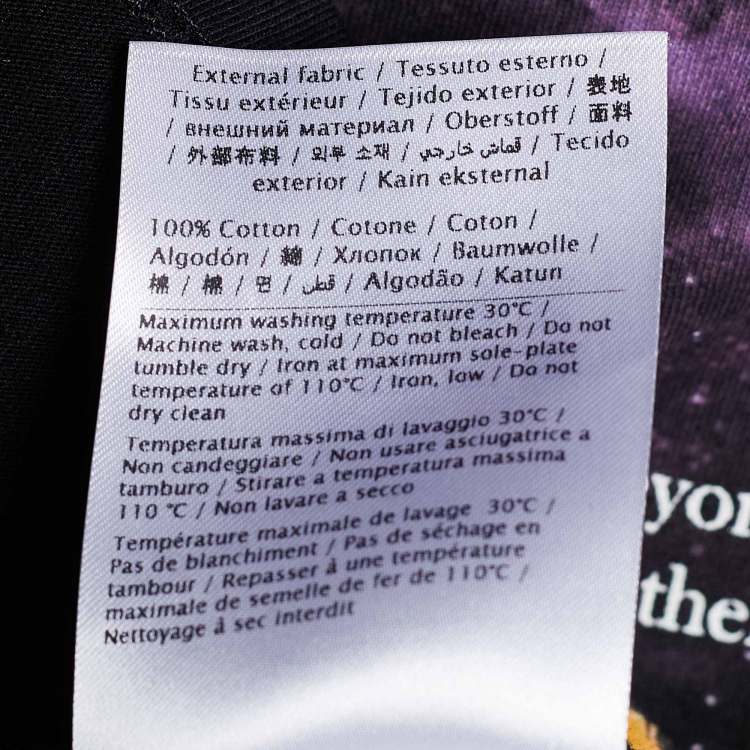 External fabric / Tessuto esterno /
Tissu extérieur / Tejido exterior / 表地
/ внешний материал / Oberstoff / 面料
/ 外部布料 / 외부 소재 / قماش خارجي / Tecido
exterior / Kain eksternal
100% Cotton / Cotone / Coton /
Algodón / 綿 / Хлопок / Baumwolle /
棉 / 棉 / 면 / قطن / Algodão / Katun
Maximum washing temperature 30°C /
Machine wash, cold / Do not bleach / Do not
tumble dry / Iron at maximum sole-plate
temperature of 110°C / Iron, low / Do not
dry clean
Temperatura massima di lavaggio 30°C /
Non candeggiare / Non usare asciugatrice a
tamburo / Stirare a temperatura massima
110 °C / Non lavare a secco
Température maximale de lavage 30°C /
Pas de blanchiment / Pas de séchage en
tambour / Repasser à une température
maximale de semelle de fer de 110°C /
Nettoyage à sec interdit